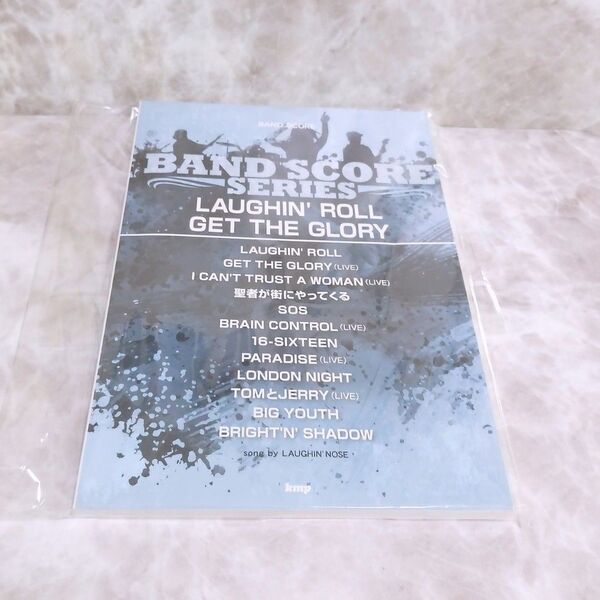 BAND SCORE
BAND SCORE
SERIES
LAUGHIN' ROLL
GET THE GLORY
LAUGHIN' ROLL
GET THE GLORY (LIVE)
I CAN'T TRUST A WOMAN (LIVE)
聖者が街にやってくる
SOS
BRAIN CONTROL (LIVE)
16-SIXTEEN
PARADISE (LIVE)
LONDON NIGHT
TOMとJERRY (LIVE)
BIG YOUTH
BRIGHT'N' SHADOW
song by LAUGHIN' NOSE
kmp